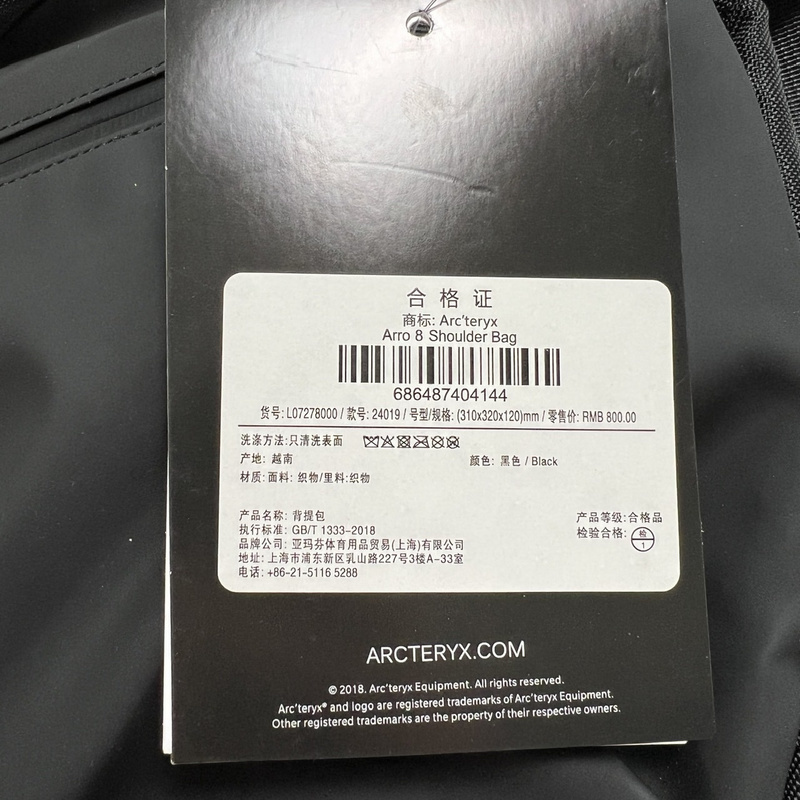 合格证
商标: Arc'teryx
Arro 8 Shoulder Bag
686487404144
货号: L07278000 / 款号: 24019 / 号型/规格: (310x320x120)mm / 零售价: RMB 800.00
洗涤方法:只清洗表面
产地: 越南
颜色: 黑色 / Black
材质: 面料: 织物/里料:织物
产品名称: 背提包
产品等级:合格品
执行标准: GB/T 1333-2018
检验合格: 检 1
品牌公司: 亚玛芬体育用品贸易(上海)有限公司
地址: 上海市浦东新区乳山路227号3楼A-33室
电话: +86-21-5116 5288
ARCTERYX.COM
© 2018. Arc'teryx Equipment. All rights reserved.
Arc'teryx® and logo are registered trademarks of Arc'teryx Equipment.
Other registered trademarks are the property of their respective owners.